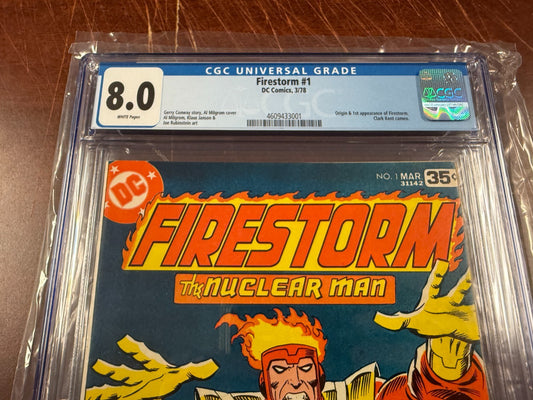 CGC UNIVERSAL GRADE
8.0
WHITE Pages
Firestorm #1
DC Comics, 3/78
Gerry Conway story, Al Milgrom cover
Al Milgrom, Klaus Janson &
Joe Rubinstein art
Origin & 1st appearance of Firestorm.
Clark Kent cameo.
4609433001
CGC
DC
NO. 1 MAR. 35¢
31142
FIRESTORM
The NUCLEAR MAN